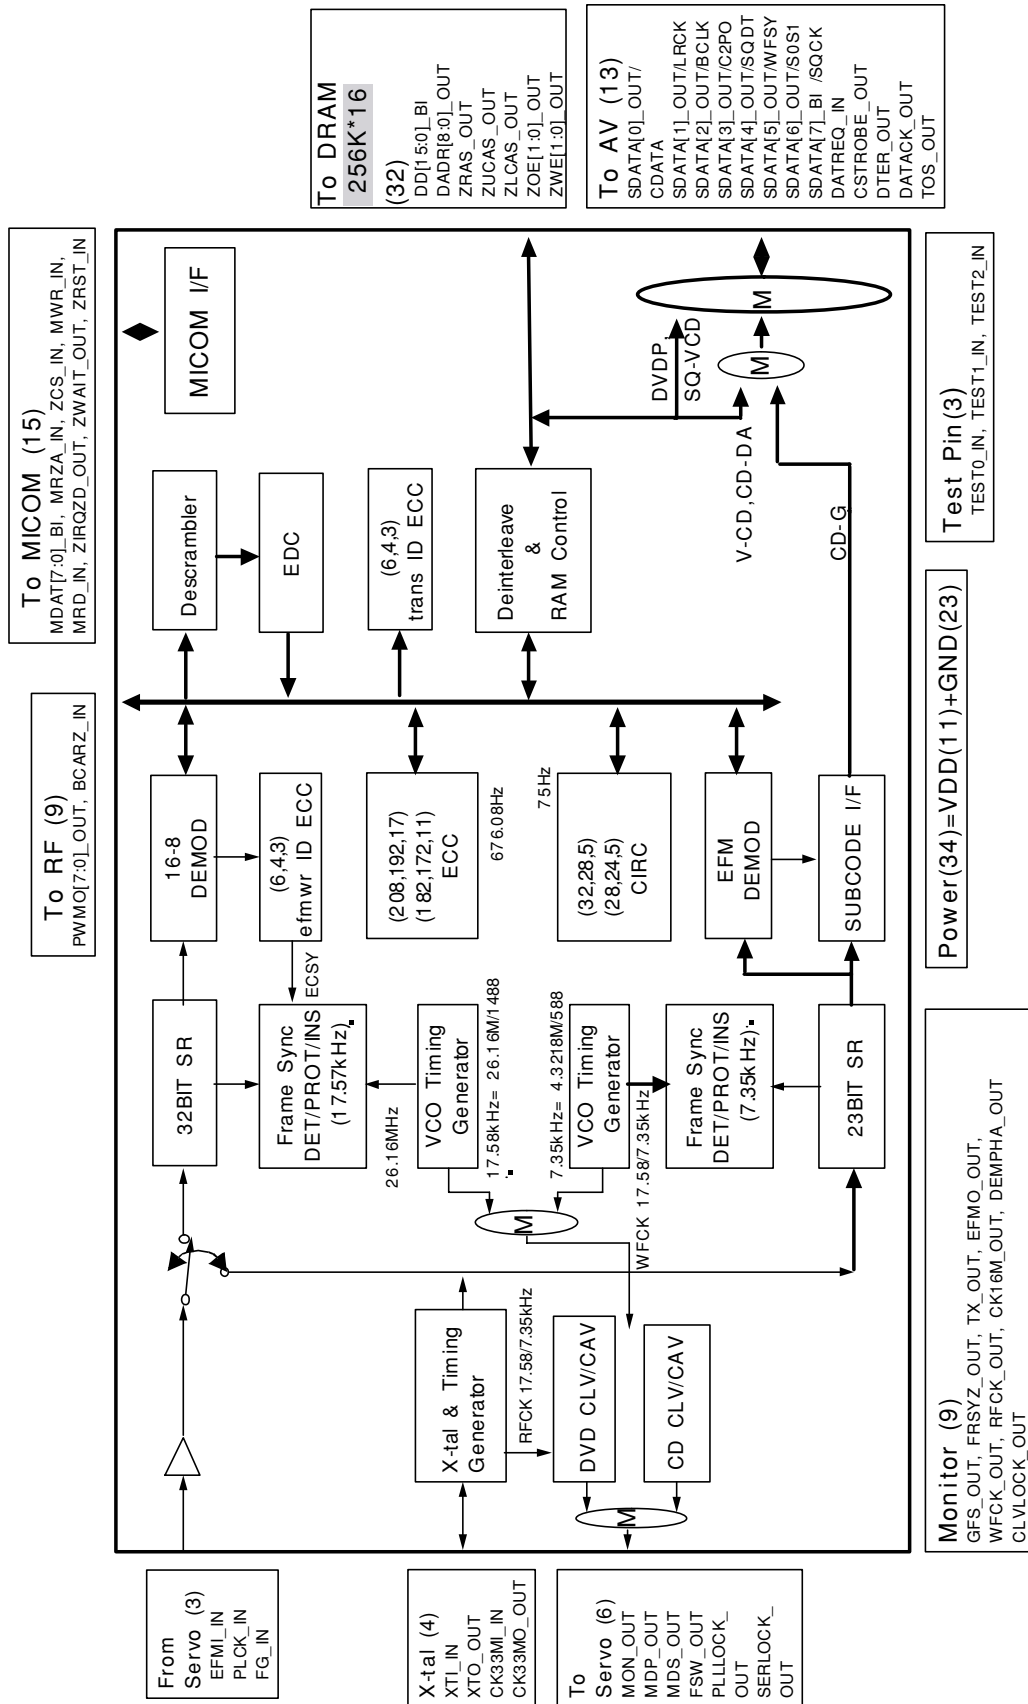 From
Servo (3)
EFMI_IN
PLCK_IN
FG_IN
X-tal (4)
XTI_IN
XTO_OUT
CK33MI_IN
CK33MO_OUT
To
Servo (6)
MON_OUT
MDP_OUT
MDS_OUT
FSW_OUT
PLLLOCK_
OUT
SERLOCK_
OUT
To RF (9)
PWMO[7:0]_OUT, BCARZ_IN
To MICOM (15)
MDAT[7:0]_BI, MRZA_IN, ZCS_IN, MWR_IN,
MRD_IN, ZIRQZD_OUT, ZWAIT_OUT, ZRST_IN
MICOM I/F
32BIT SR
16-8
DEMOD
Descrambler
Frame Sync
DET/PROT/INS
(17.57kHz)
ECSY
(6,4,3)
efmwr ID ECC
EDC
26.16MHz
VCO Timing
Generator
17.58kHz= 26.16M/1488
(208,192,17)
(182,172,11)
ECC
676.08Hz
(6,4,3)
trans ID ECC
X-tal & Timing
Generator
RFCK 17.58/7.35kHz
M
7.35kHz= 4.3218M/588
VCO Timing
Generator
WFCK 17.58/7.35kHz
75Hz
(32,28,5)
(28,24,5)
CIRC
Deinterleave
&
RAM Control
DVD CLV/CAV
CD CLV/CAV
M
Frame Sync
DET/PROT/INS
(7.35kHz)
EFM
DEMOD
23BIT SR
SUBCODE I/F
DVDP,
SQ-VCD
V-CD,CD-DA
CD-G
M
M
To DRAM
256K*16
(32)
DD[15:0]_BI
DADR[8:0]_OUT
ZRAS_OUT
ZUCAS_OUT
ZLCAS_OUT
ZOE[1:0]_OUT
ZWE[1:0]_OUT
To AV (13)
SDATA[0]_OUT/
CDATA
SDATA[1]_OUT/LRCK
SDATA[2]_OUT/BCLK
SDATA[3]_OUT/C2PO
SDATA[4]_OUT/SQDT
SDATA[5]_OUT/WFSY
SDATA[6]_OUT/S0S1
SDATA[7]_BI /SQCK
DATREQ_IN
CSTROBE_OUT
DTER_OUT
DATACK_OUT
TOS_OUT
Monitor (9)
GFS_OUT, FRSYZ_OUT, TX_OUT, EFMO_OUT,
WFCK_OUT, RFCK_OUT, CK16M_OUT, DEMPHA_OUT
CLVLOCK_OUT
Power(34)=VDD(11)+GND(23)
Test Pin(3)
TEST0_IN, TEST1_IN, TEST2_IN